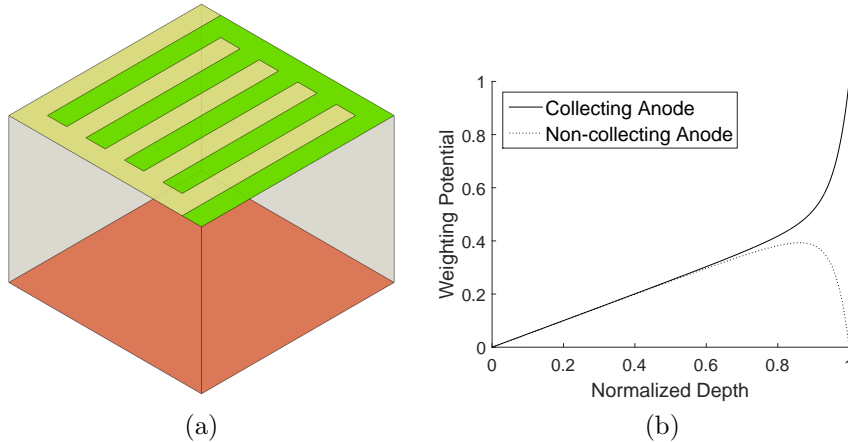 1
Collecting Anode
Non-collecting Anode
0.8
0.6
0.4
0.2
0
Weighting Potential
0 0.2 0.4 0.6 0.8 1
Normalized Depth
(a) (b)